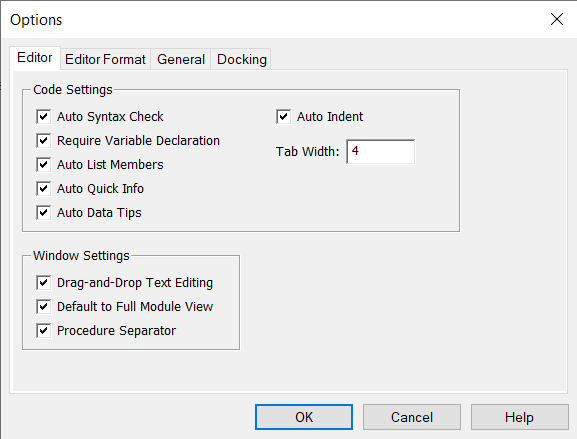 Options
Editor Editor Format General Docking
Code Settings
Auto Syntax Check Auto Indent
Require Variable Declaration
Tab Width: 4
Auto List Members
Auto Quick Info
Auto Data Tips
Window Settings
Drag-and-Drop Text Editing
Default to Full Module View
Procedure Separator
OK Cancel Help